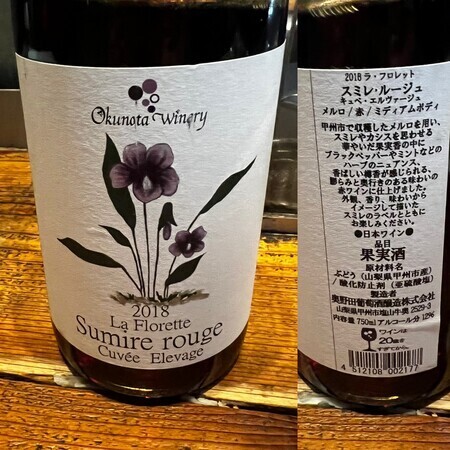 Okunota Winery
2018
La Florette
Sumire rouge
Cuvée Elevage
2018 ラ・フロレット
スミレ・ルージュ
キュベ・エルヴァージュ
メルロ / 赤 / ミディアムボディ
甲州市で収穫したメルロを用い、
スミレやカシスを思わせる
華やいだ果実香の中に
ブラックペッパーやミントなどの
ハーブのニュアンス、
香ばしい樽香が感じられる、
膨らみと奥行きのある味わいの
赤ワインに仕上げました。
外観、香り、味わいから
イメージして描いた
スミレのラベルとともに
お楽しみください。
●日本ワイン●
品目
果実酒
原材料名
ぶどう(山梨県甲州市産)
/ 酸化防止剤(亜硫酸塩)
製造者
奥野田葡萄酒醸造株式会社
山梨県甲州市塩山牛奥 2529-3
内容量 750ml アルコール分 12%
ワインは
20歳を
すぎてから。
4 512108 002177